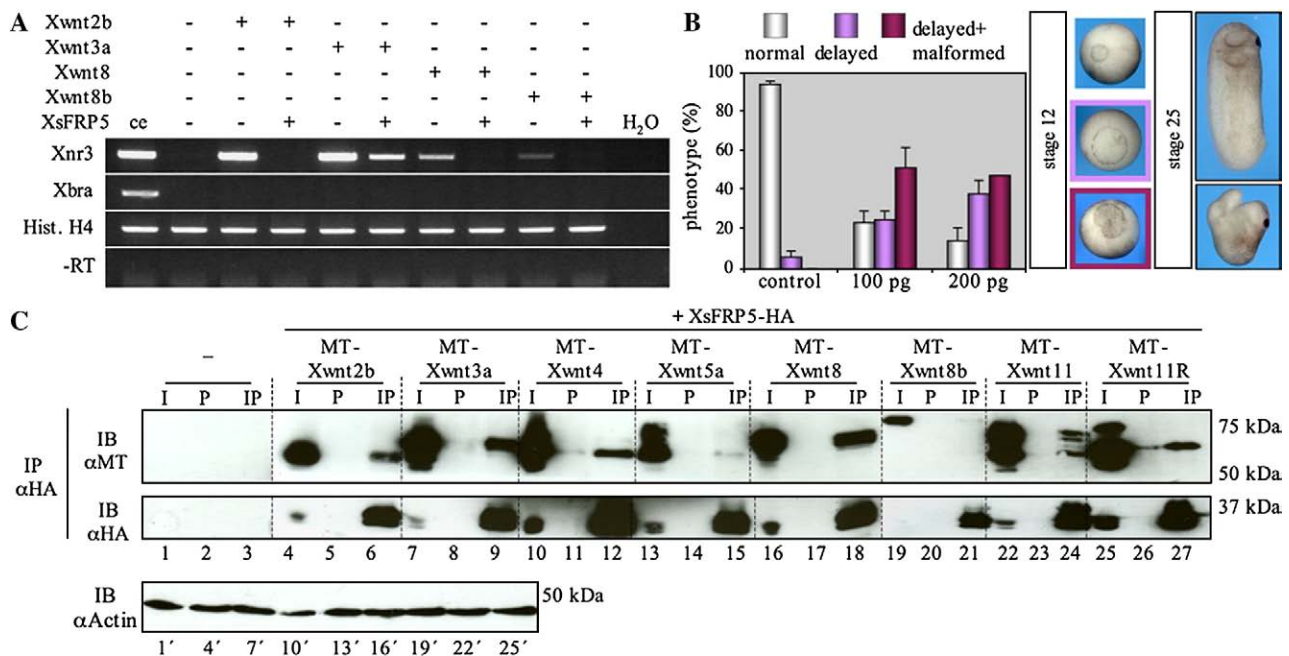 A
Xwnt2b - + + - - - - - -
Xwnt3a - - - + + - - - -
Xwnt8 - - - - - + + - -
Xwnt8b - - - - - - - + +
XsFRP5 ce - - + - + - + - + H2O
Xnr3
Xbra
Hist. H4
-RT
B
normal delayed delayed+ malformed
phenotype (%)
100
80
60
40
20
0
control 100 pg 200 pg
stage 12
stage 25
C
+ XsFRP5-HA
– MT-Xwnt2b MT-Xwnt3a MT-Xwnt4 MT-Xwnt5a MT-Xwnt8 MT-Xwnt8b MT-Xwnt11 MT-Xwnt11R
I P IP I P IP I P IP I P IP I P IP I P IP I P IP I P IP I P IP
IP αHA
IB αMT
75 kDa
50 kDa
IB αHA
37 kDa
1 2 3 4 5 6 7 8 9 10 11 12 13 14 15 16 17 18 19 20 21 22 23 24 25 26 27
IB αActin
50 kDa
1´ 4´ 7´ 10´ 13´ 16´ 19´ 22´ 25´